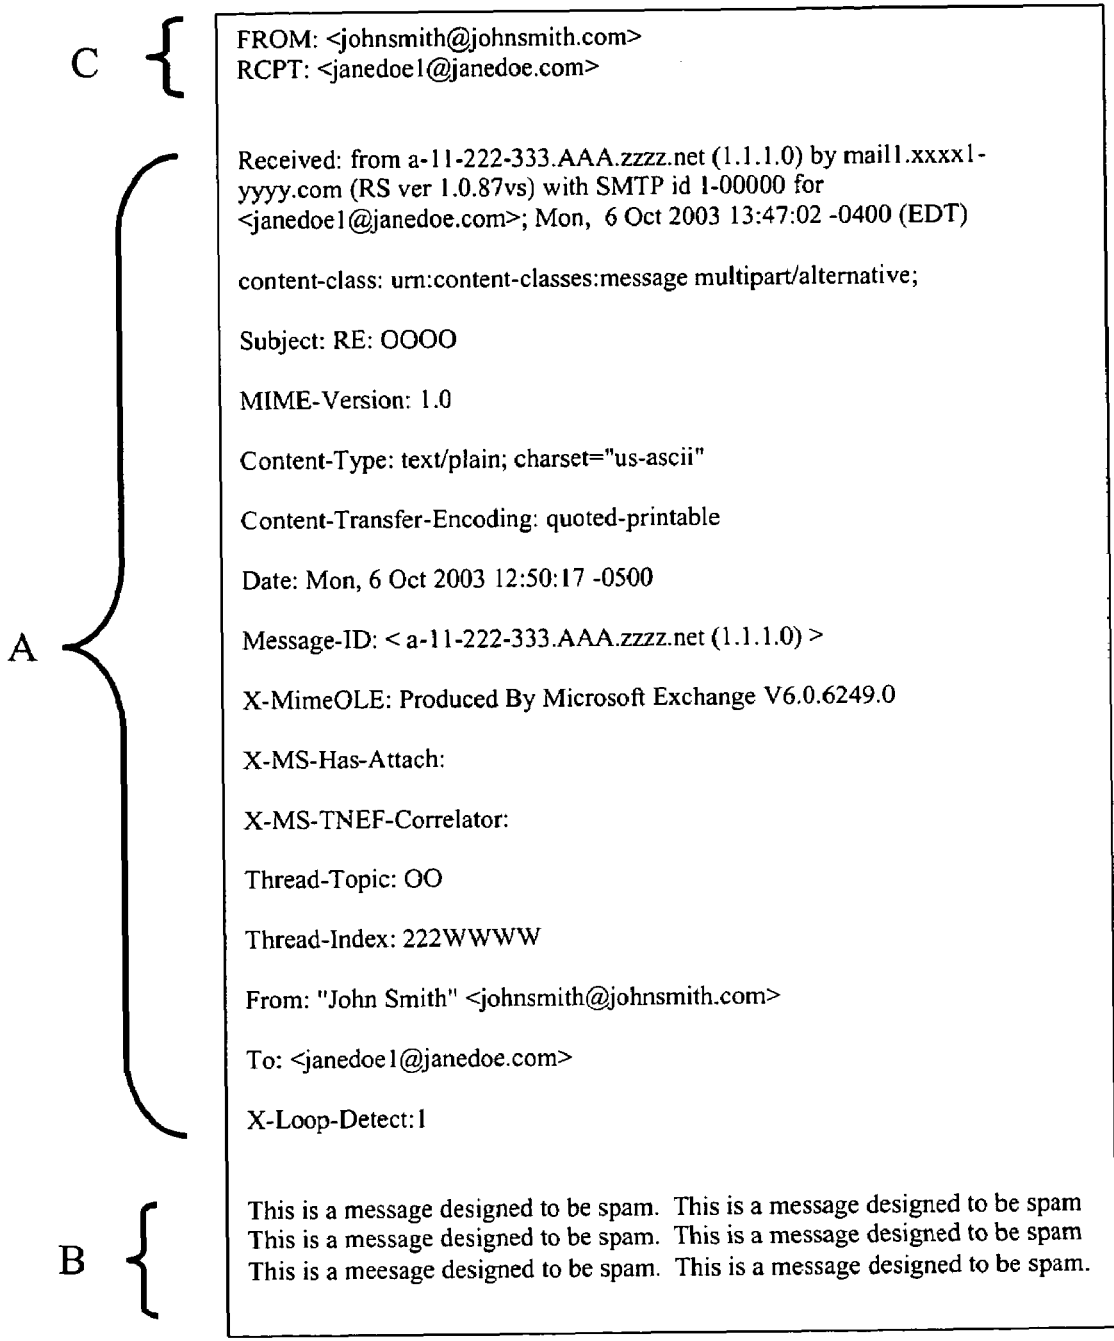 C
FROM: <johnsmith@johnsmith.com>
RCPT: <janedoe1@janedoe.com>
A
Received: from a-11-222-333.AAA.zzzz.net (1.1.1.0) by mail1.xxxx1-
yyyy.com (RS ver 1.0.87vs) with SMTP id 1-00000 for
<janedoe1@janedoe.com>; Mon, 6 Oct 2003 13:47:02 -0400 (EDT)
content-class: urn:content-classes:message multipart/alternative;
Subject: RE: OOOO
MIME-Version: 1.0
Content-Type: text/plain; charset="us-ascii"
Content-Transfer-Encoding: quoted-printable
Date: Mon, 6 Oct 2003 12:50:17 -0500
Message-ID: < a-11-222-333.AAA.zzzz.net (1.1.1.0) >
X-MimeOLE: Produced By Microsoft Exchange V6.0.6249.0
X-MS-Has-Attach:
X-MS-TNEF-Correlator:
Thread-Topic: OO
Thread-Index: 222WWWW
From: "John Smith" <johnsmith@johnsmith.com>
To: <janedoe1@janedoe.com>
X-Loop-Detect:1
B
This is a message designed to be spam. This is a message designed to be spam
This is a message designed to be spam. This is a message designed to be spam
This is a meesage designed to be spam. This is a message designed to be spam.